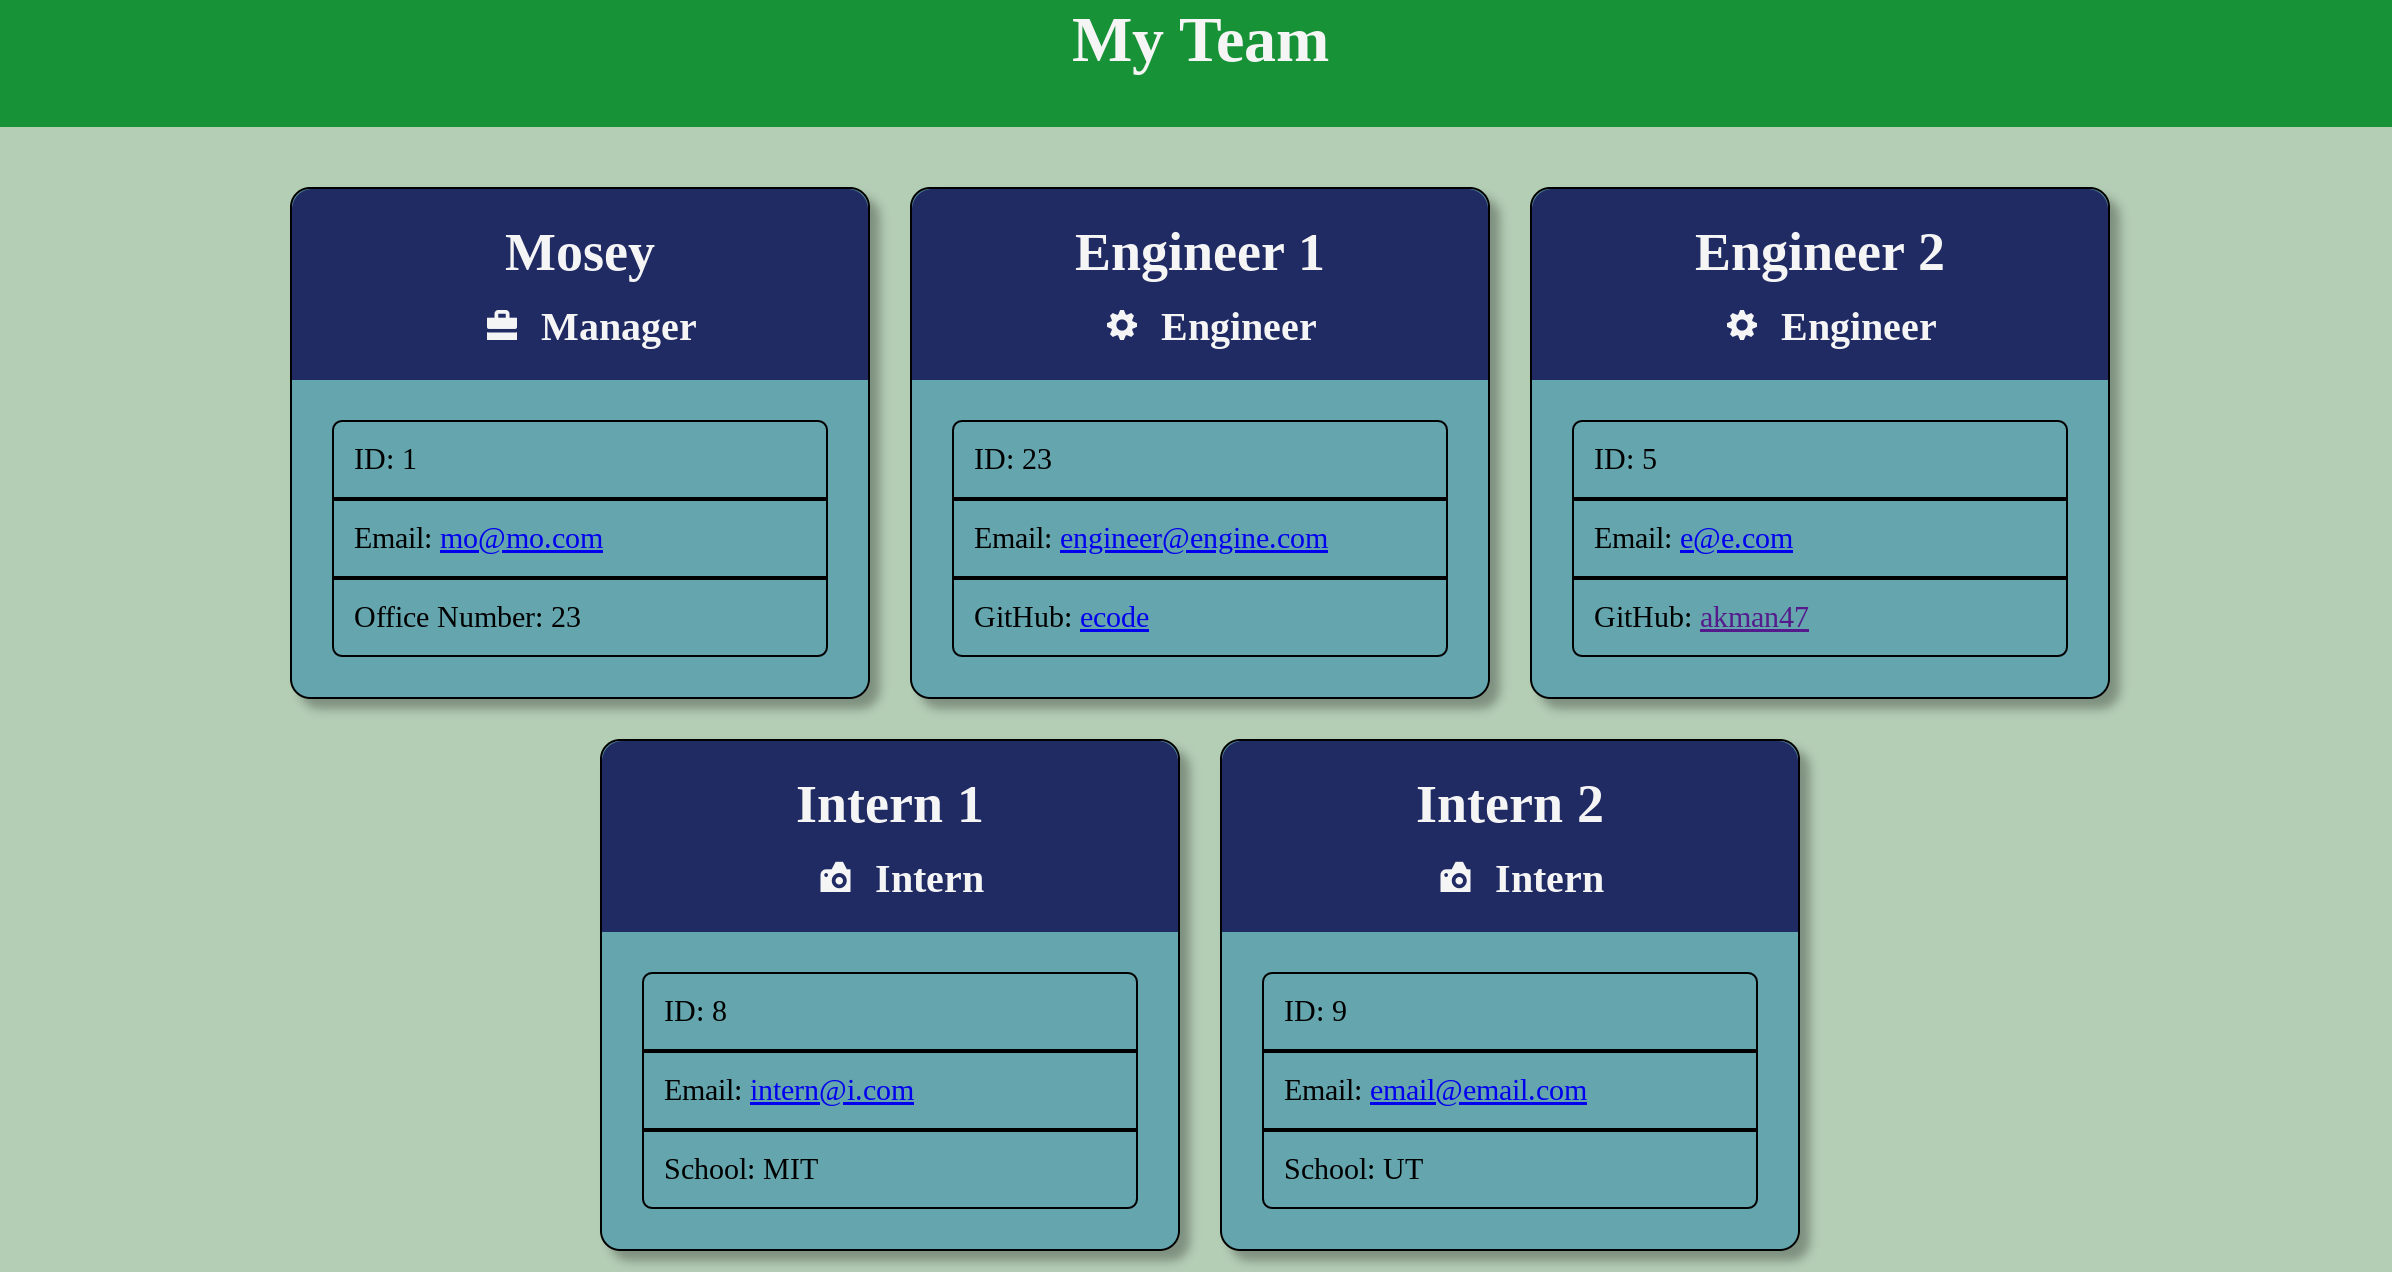 My Team
Mosey
Manager
ID: 1
Email: mo@mo.com
Office Number: 23
Engineer 1
Engineer
ID: 23
Email: engineer@engine.com
GitHub: ecode
Engineer 2
Engineer
ID: 5
Email: e@e.com
GitHub: akman47
Intern 1
Intern
ID: 8
Email: intern@i.com
School: MIT
Intern 2
Intern
ID: 9
Email: email@email.com
School: UT